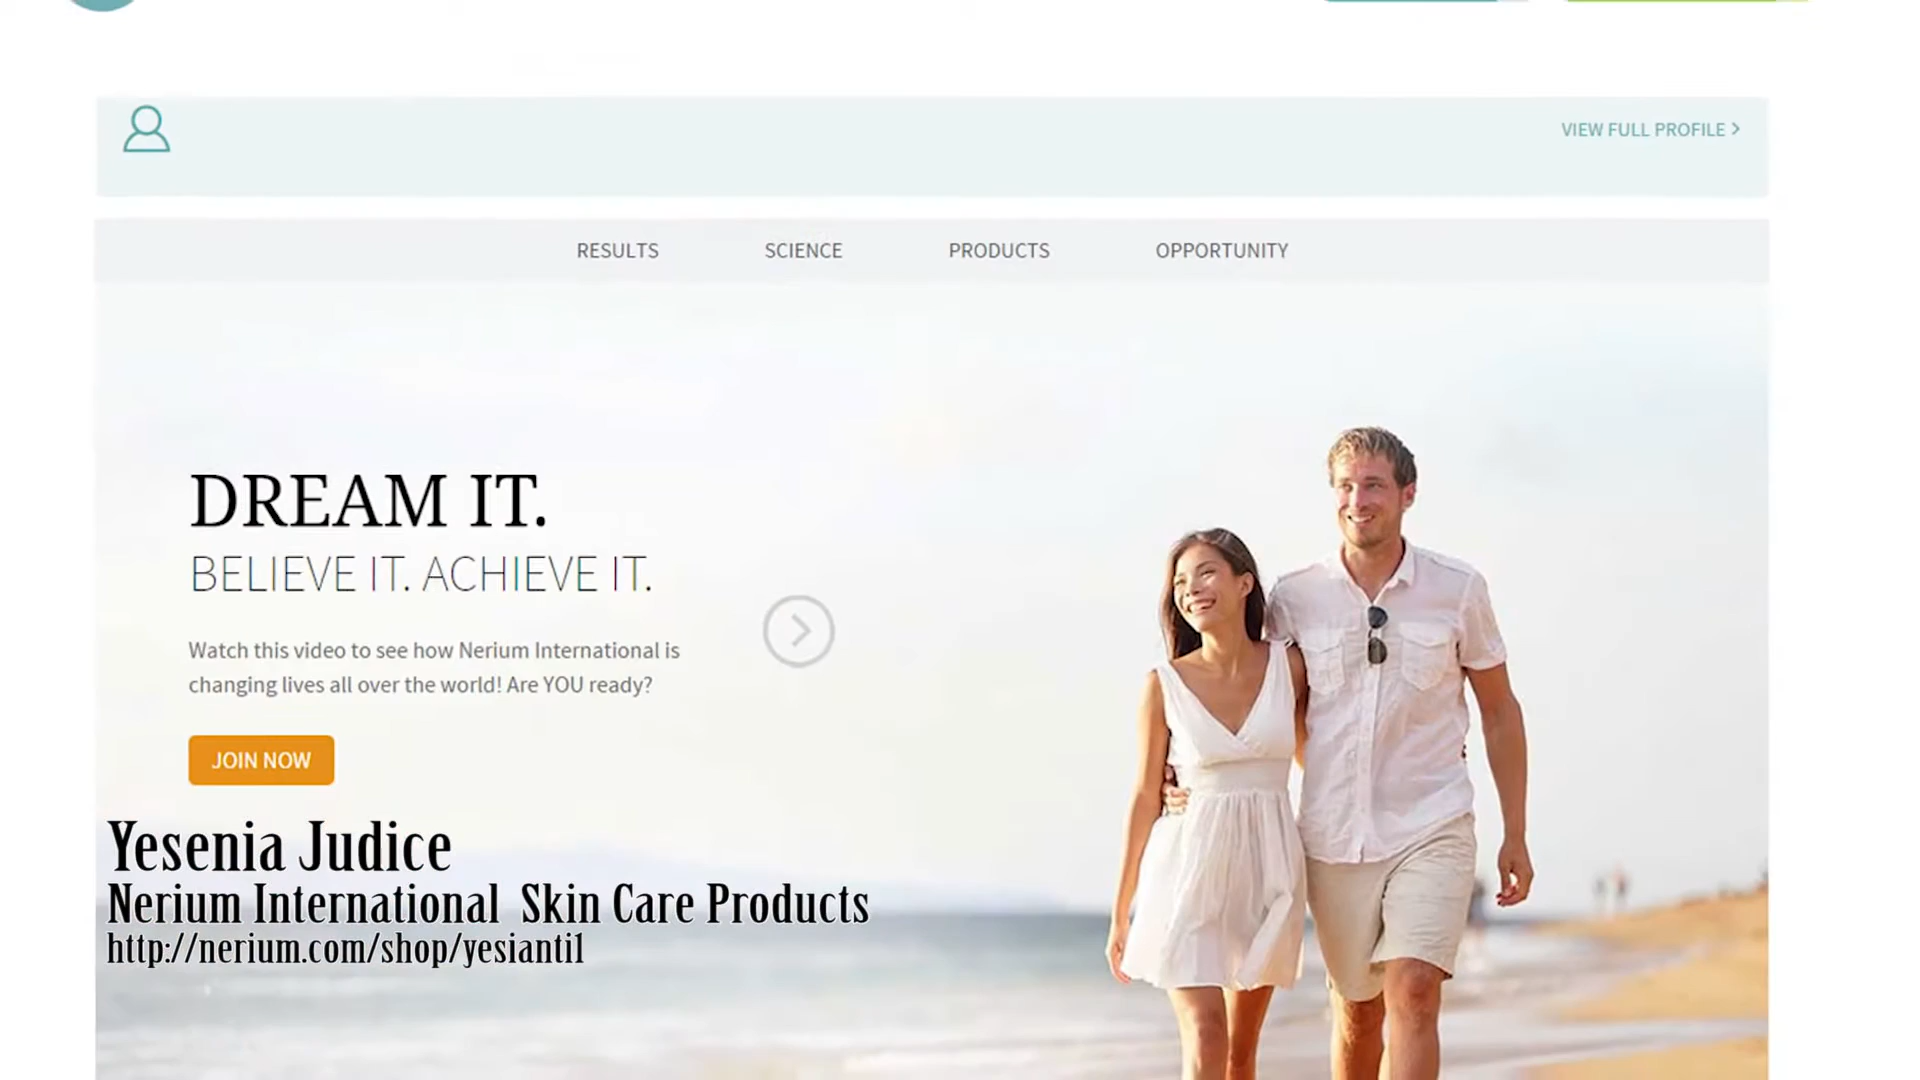 VIEW FULL PROFILE >
RESULTS SCIENCE PRODUCTS OPPORTUNITY
DREAM IT.
BELIEVE IT. ACHIEVE IT.
Watch this video to see how Nerium International is
changing lives all over the world! Are YOU ready?
JOIN NOW
Yesenia Judice
Nerium International Skin Care Products
http://nerium.com/shop/yesianti1